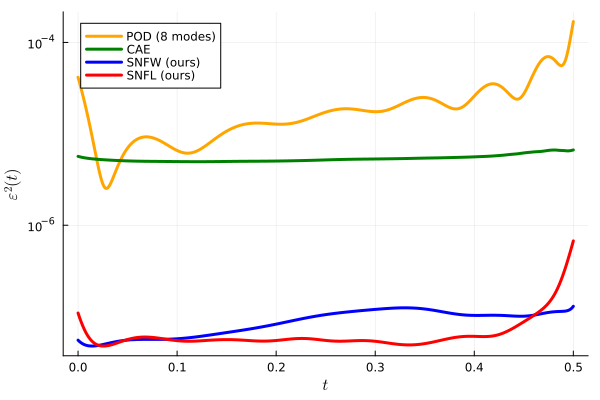 POD (8 modes)
CAE
SNFW (ours)
SNFL (ours)
10⁻⁴
10⁻⁶
ε²(t)
0.0 0.1 0.2 0.3 0.4 0.5
t